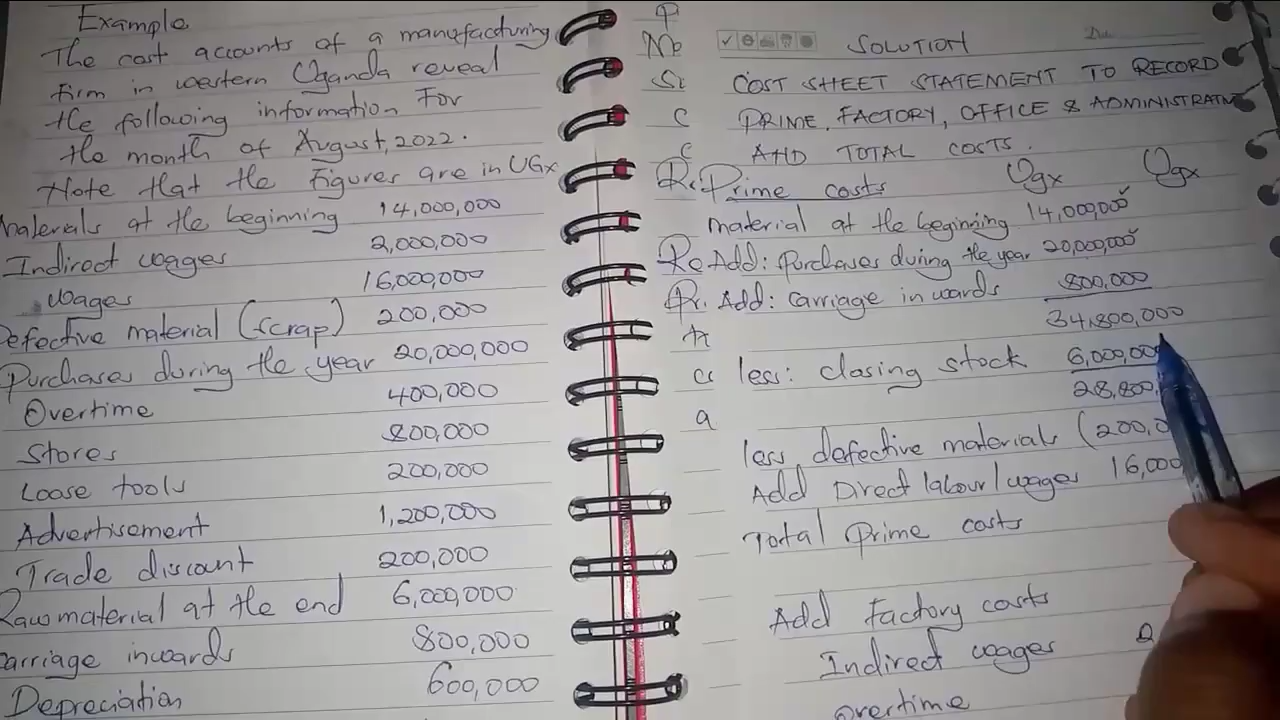 Example
The cost accounts of a manufacturing
firm in western Uganda reveal
the following information For
the month of August, 2022.
Note that the Figures are in UGx
Materials at the beginning 14,000,000
Indirect wages 2,000,000
wages 16,000,000
Defective material (scrap) 200,000
Purchases during the year 20,000,000
Overtime 400,000
Stores 800,000
Loose tools 200,000
Advertisement 1,200,000
Trade discount 200,000
Raw material at the end 6,000,000
arriage inwards 800,000
Depreciation 600,000
SOLUTION
COST SHEET STATEMENT TO RECORD
PRIME, FACTORY, OFFICE & ADMINISTRATIV
AND TOTAL COSTS.
Prime costs Ugx Ugx
material at the beginning 14,000,000
Add: purchases during the year 20,000,000
Add: carriage in wards 800,000
34,800,000
less: closing stock 6,000,000
28,800,
less defective materials (200,0
Add Direct labour/wages 16,000
Total prime costs
Add factory costs
Indirect wages 2
overtime